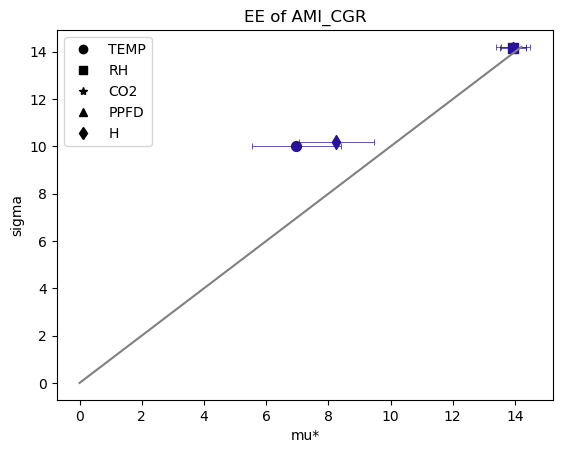 EE of AMI_CGR
TEMP
RH
CO2
PPFD
H
14
12
10
8
6
4
2
0
sigma
0 2 4 6 8 10 12 14
mu*